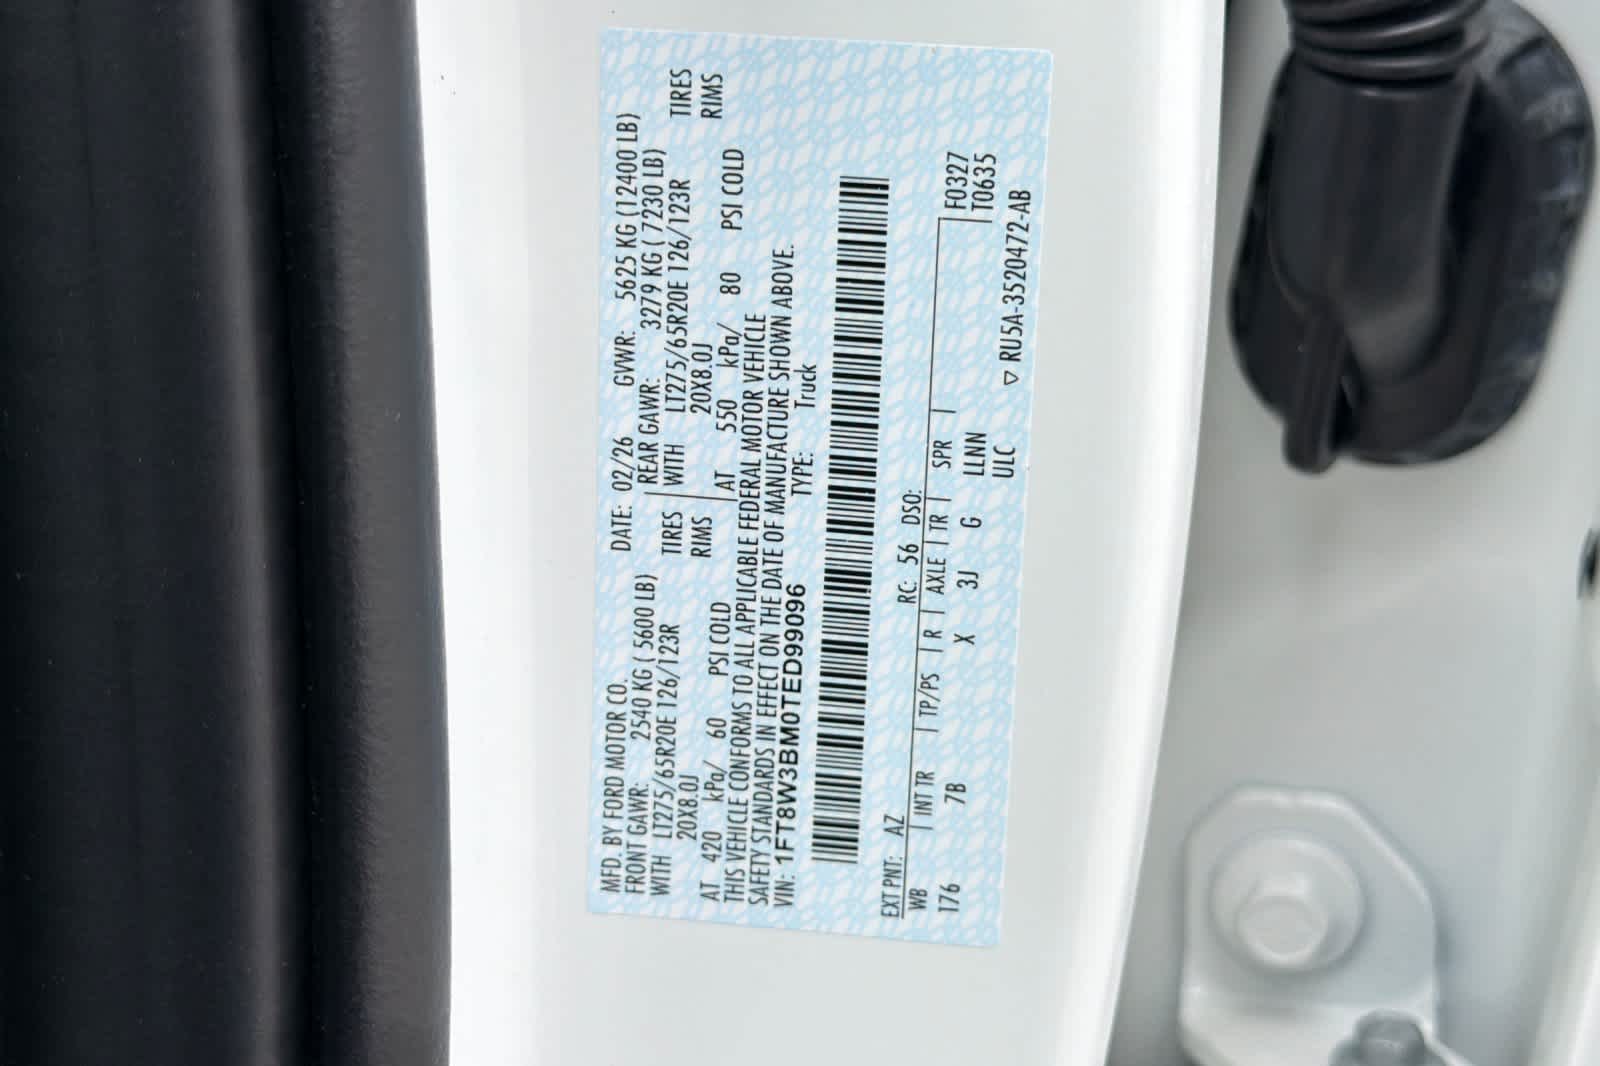 MFD. BY FORD MOTOR CO.
DATE: 02/26 GVWR: 5625 KG (12400 LB)
FRONT GAWR: 2540 KG (5600 LB) REAR GAWR: 3279 KG (7230 LB)
WITH LT275/65R20E 126/123R TIRES WITH LT275/65R20E 126/123R TIRES
20X8.0J RIMS 20X8.0J RIMS
AT 420 kPa/ 60 PSI COLD AT 550 kPa/ 80 PSI COLD
THIS VEHICLE CONFORMS TO ALL APPLICABLE FEDERAL MOTOR VEHICLE
SAFETY STANDARDS IN EFFECT ON THE DATE OF MANUFACTURE SHOWN ABOVE.
VIN: 1FT8W3BM0TED99096 TYPE: Truck
EXT PNT: AZ RC: 56 DSO:
WB | INT TR | TP/PS | R | AXLE | TR | SPR | F0327
176 7B X 3J G LLNN T0635
ULC ▽ RU5A-3520472-AB